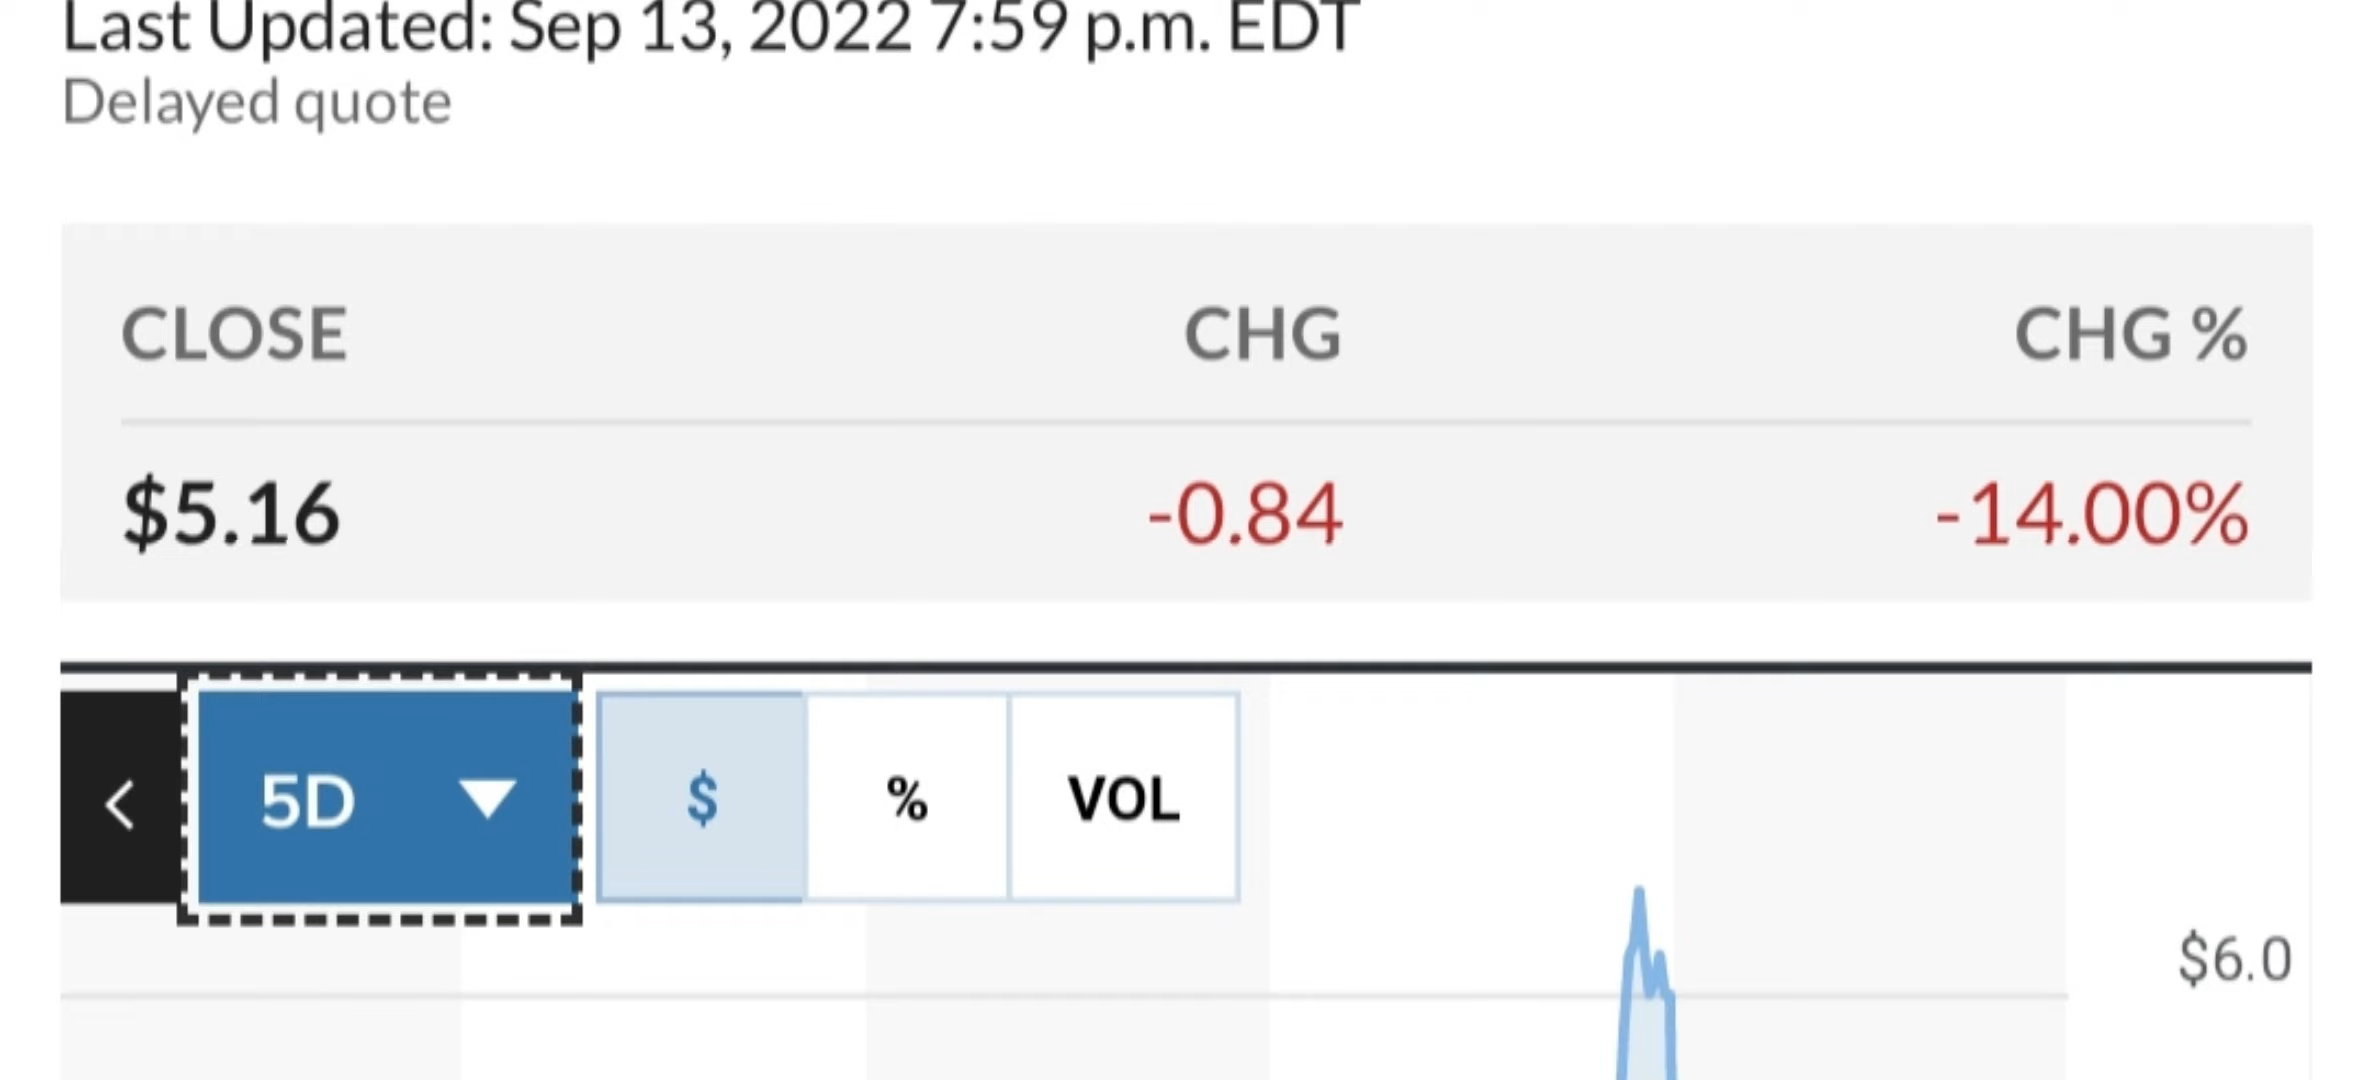 Last Updated: Sep 13, 2022 7:59 p.m. EDT
Delayed quote
CLOSE CHG CHG %
$5.16 -0.84 -14.00%
5D $ % VOL
$6.0